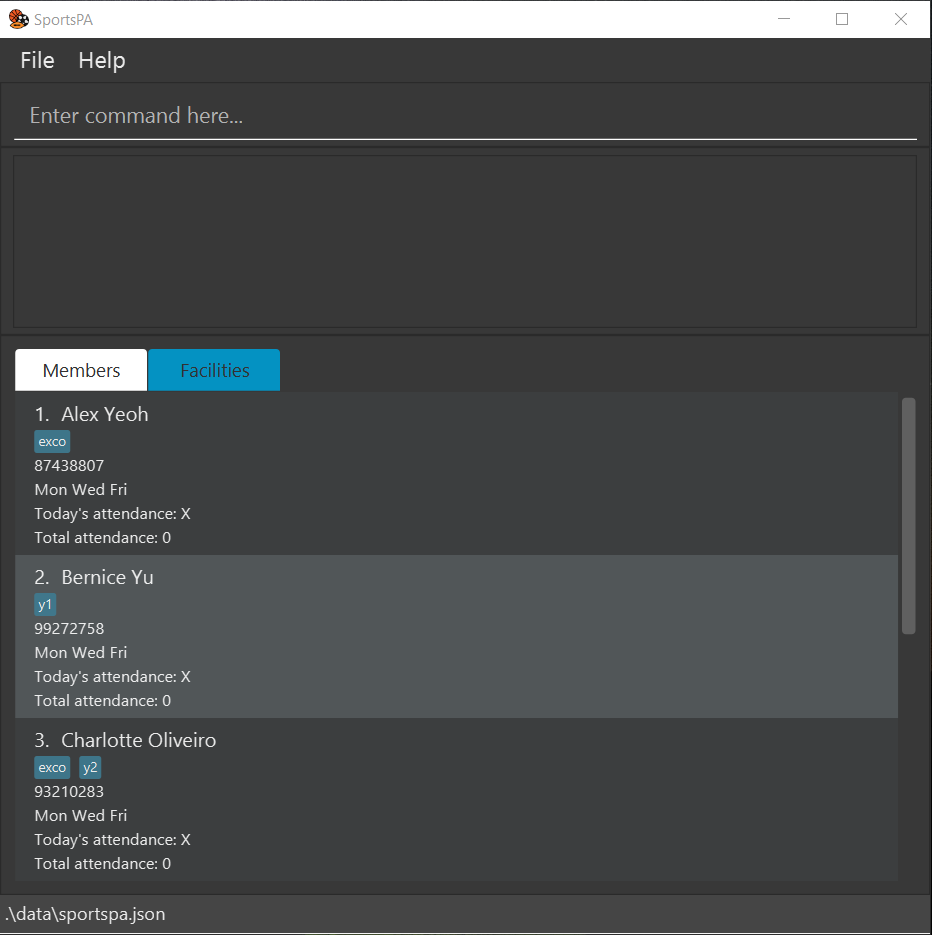 SportsPA
File Help
Enter command here...
Members Facilities
1. Alex Yeoh
exco
87438807
Mon Wed Fri
Today's attendance: X
Total attendance: 0
2. Bernice Yu
y1
99272758
Mon Wed Fri
Today's attendance: X
Total attendance: 0
3. Charlotte Oliveiro
exco y2
93210283
Mon Wed Fri
Today's attendance: X
Total attendance: 0
.\data\sportspa.json